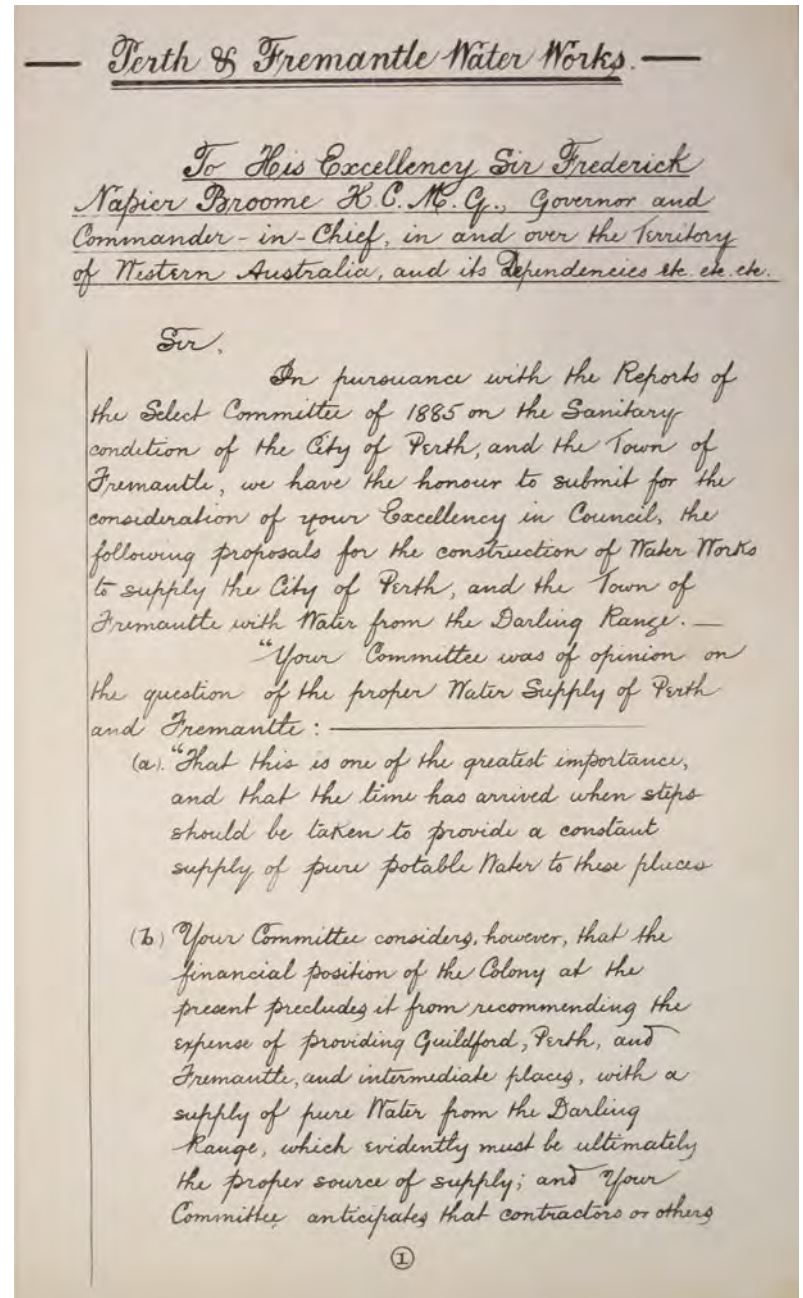 — Perth & Fremantle Water Works. —
To His Excellency Sir Frederick
Napier Broome K.C.M.G., Governor and
Commander-in-Chief, in and over the Territory
of Western Australia, and its Dependencies etc. etc. etc.
Sir,
In pursuance with the Reports of
the Select Committee of 1885 on the Sanitary
condition of the City of Perth, and the Town of
Fremantle, we have the honour to submit for the
consideration of your Excellency in Council, the
following proposals for the construction of Water Works
to supply the City of Perth, and the Town of
Fremantle with Water from the Darling Range. —
"Your Committee was of opinion on
the question of the proper Water Supply of Perth
and Fremantle : —
(a). "That this is one of the greatest importance,
and that the time has arrived when steps
should be taken to provide a constant
supply of pure potable Water to these places
(b) Your Committee considers, however, that the
financial position of the Colony at the
present precludes it from recommending the
expense of providing Guildford, Perth, and
Fremantle, and intermediate places, with a
supply of pure Water from the Darling
Range, which evidently must be ultimately
the proper source of supply; and Your
Committee anticipates that contractors or others
1